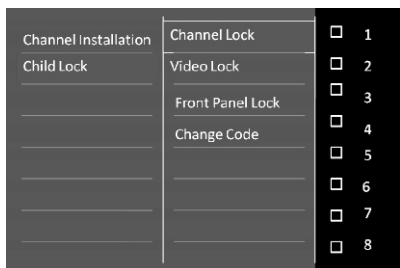 Channel Installation
Child Lock
Channel Lock
Video Lock
Front Panel Lock
Change Code
1
2
3
4
5
6
7
8